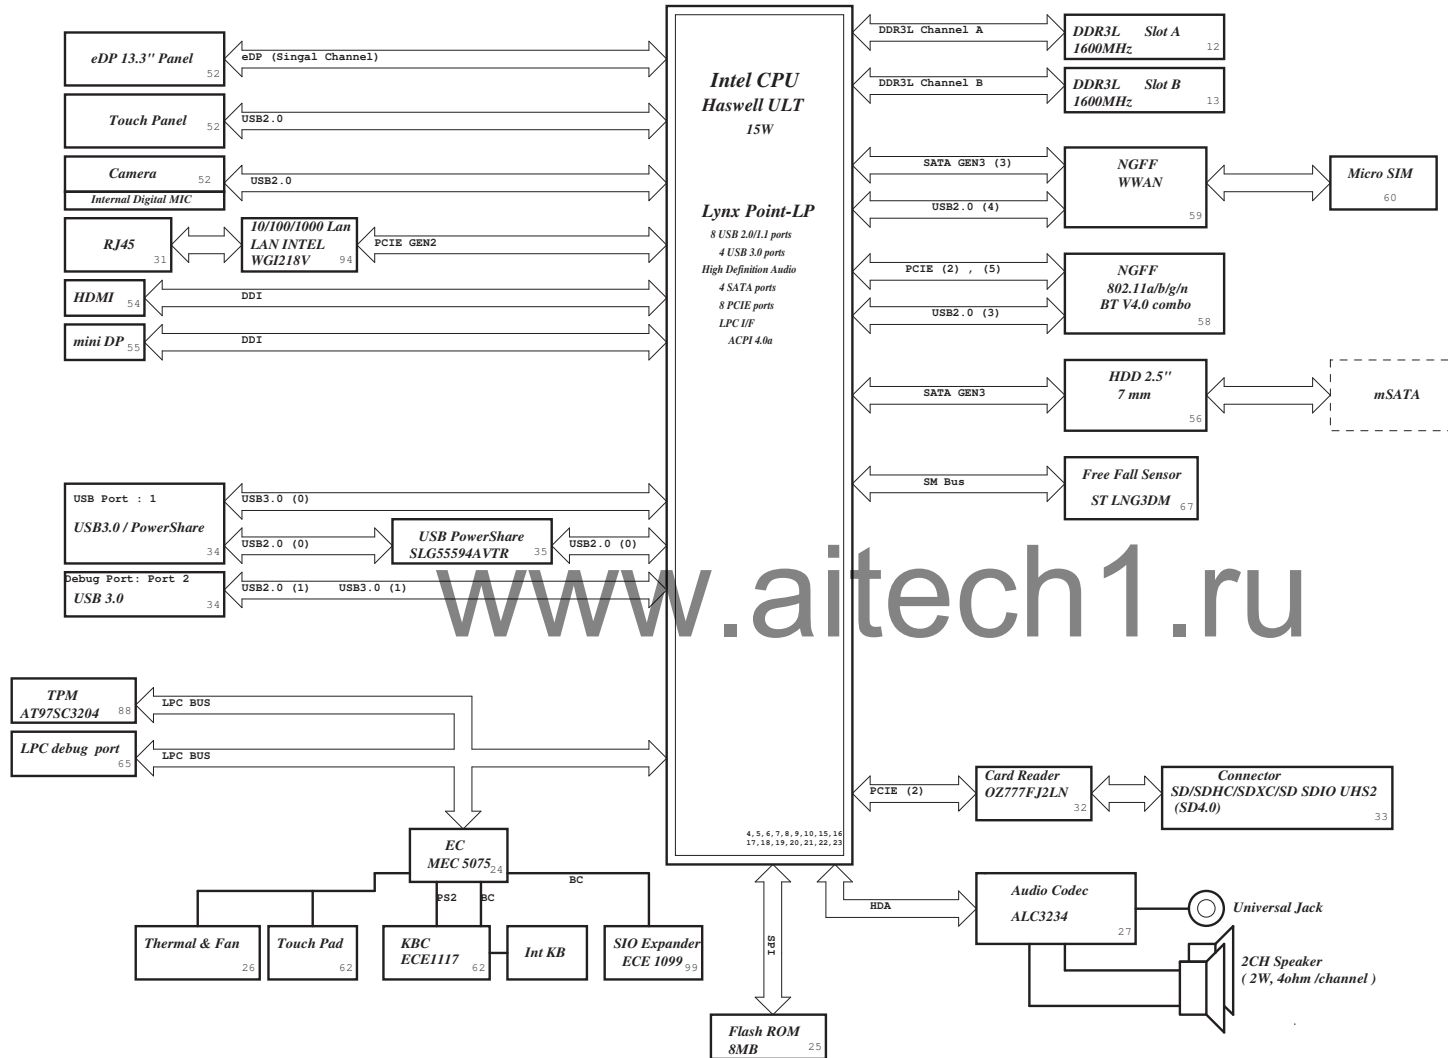 eDP 13.3" Panel
52
eDP (Singal Channel)
Touch Panel
52
USB2.0
Camera
52
Internal Digital MIC
USB2.0
RJ45
31
10/100/1000 Lan
LAN INTEL
WGI218V
94
PCIE GEN2
HDMI
54
DDI
mini DP
55
DDI
USB Port : 1
USB3.0 / PowerShare
34
USB3.0 (0)
USB2.0 (0)
USB PowerShare
SLG55594AVTR
35
USB2.0 (0)
Debug Port: Port 2
USB 3.0
34
USB2.0 (1)
USB3.0 (1)
TPM
AT97SC3204
88
LPC BUS
LPC debug port
65
LPC BUS
EC
MEC 5075
24
PS2
BC
BC
Thermal & Fan
26
Touch Pad
62
KBC
ECE1117
62
Int KB
SIO Expander
ECE 1099
99
Intel CPU
Haswell ULT
15W
Lynx Point-LP
8 USB 2.0/1.1 ports
4 USB 3.0 ports
High Definition Audio
4 SATA ports
8 PCIE ports
LPC I/F
ACPI 4.0a
4,5,6,7,8,9,10,15,16
17,18,19,20,21,22,23
www.aitech1.ru
DDR3L Channel A
DDR3L Slot A
1600MHz
12
DDR3L Channel B
DDR3L Slot B
1600MHz
13
SATA GEN3 (3)
USB2.0 (4)
NGFF
WWAN
59
Micro SIM
60
PCIE (2) , (5)
USB2.0 (3)
NGFF
802.11a/b/g/n
BT V4.0 combo
58
SATA GEN3
HDD 2.5"
7 mm
56
mSATA
SM Bus
Free Fall Sensor
ST LNG3DM
67
PCIE (2)
Card Reader
OZ777FJ2LN
32
Connector
SD/SDHC/SDXC/SD SDIO UHS2
(SD4.0)
33
HDA
Audio Codec
ALC3234
27
Universal Jack
2CH Speaker
( 2W, 4ohm /channel )
SPI
Flash ROM
8MB
25